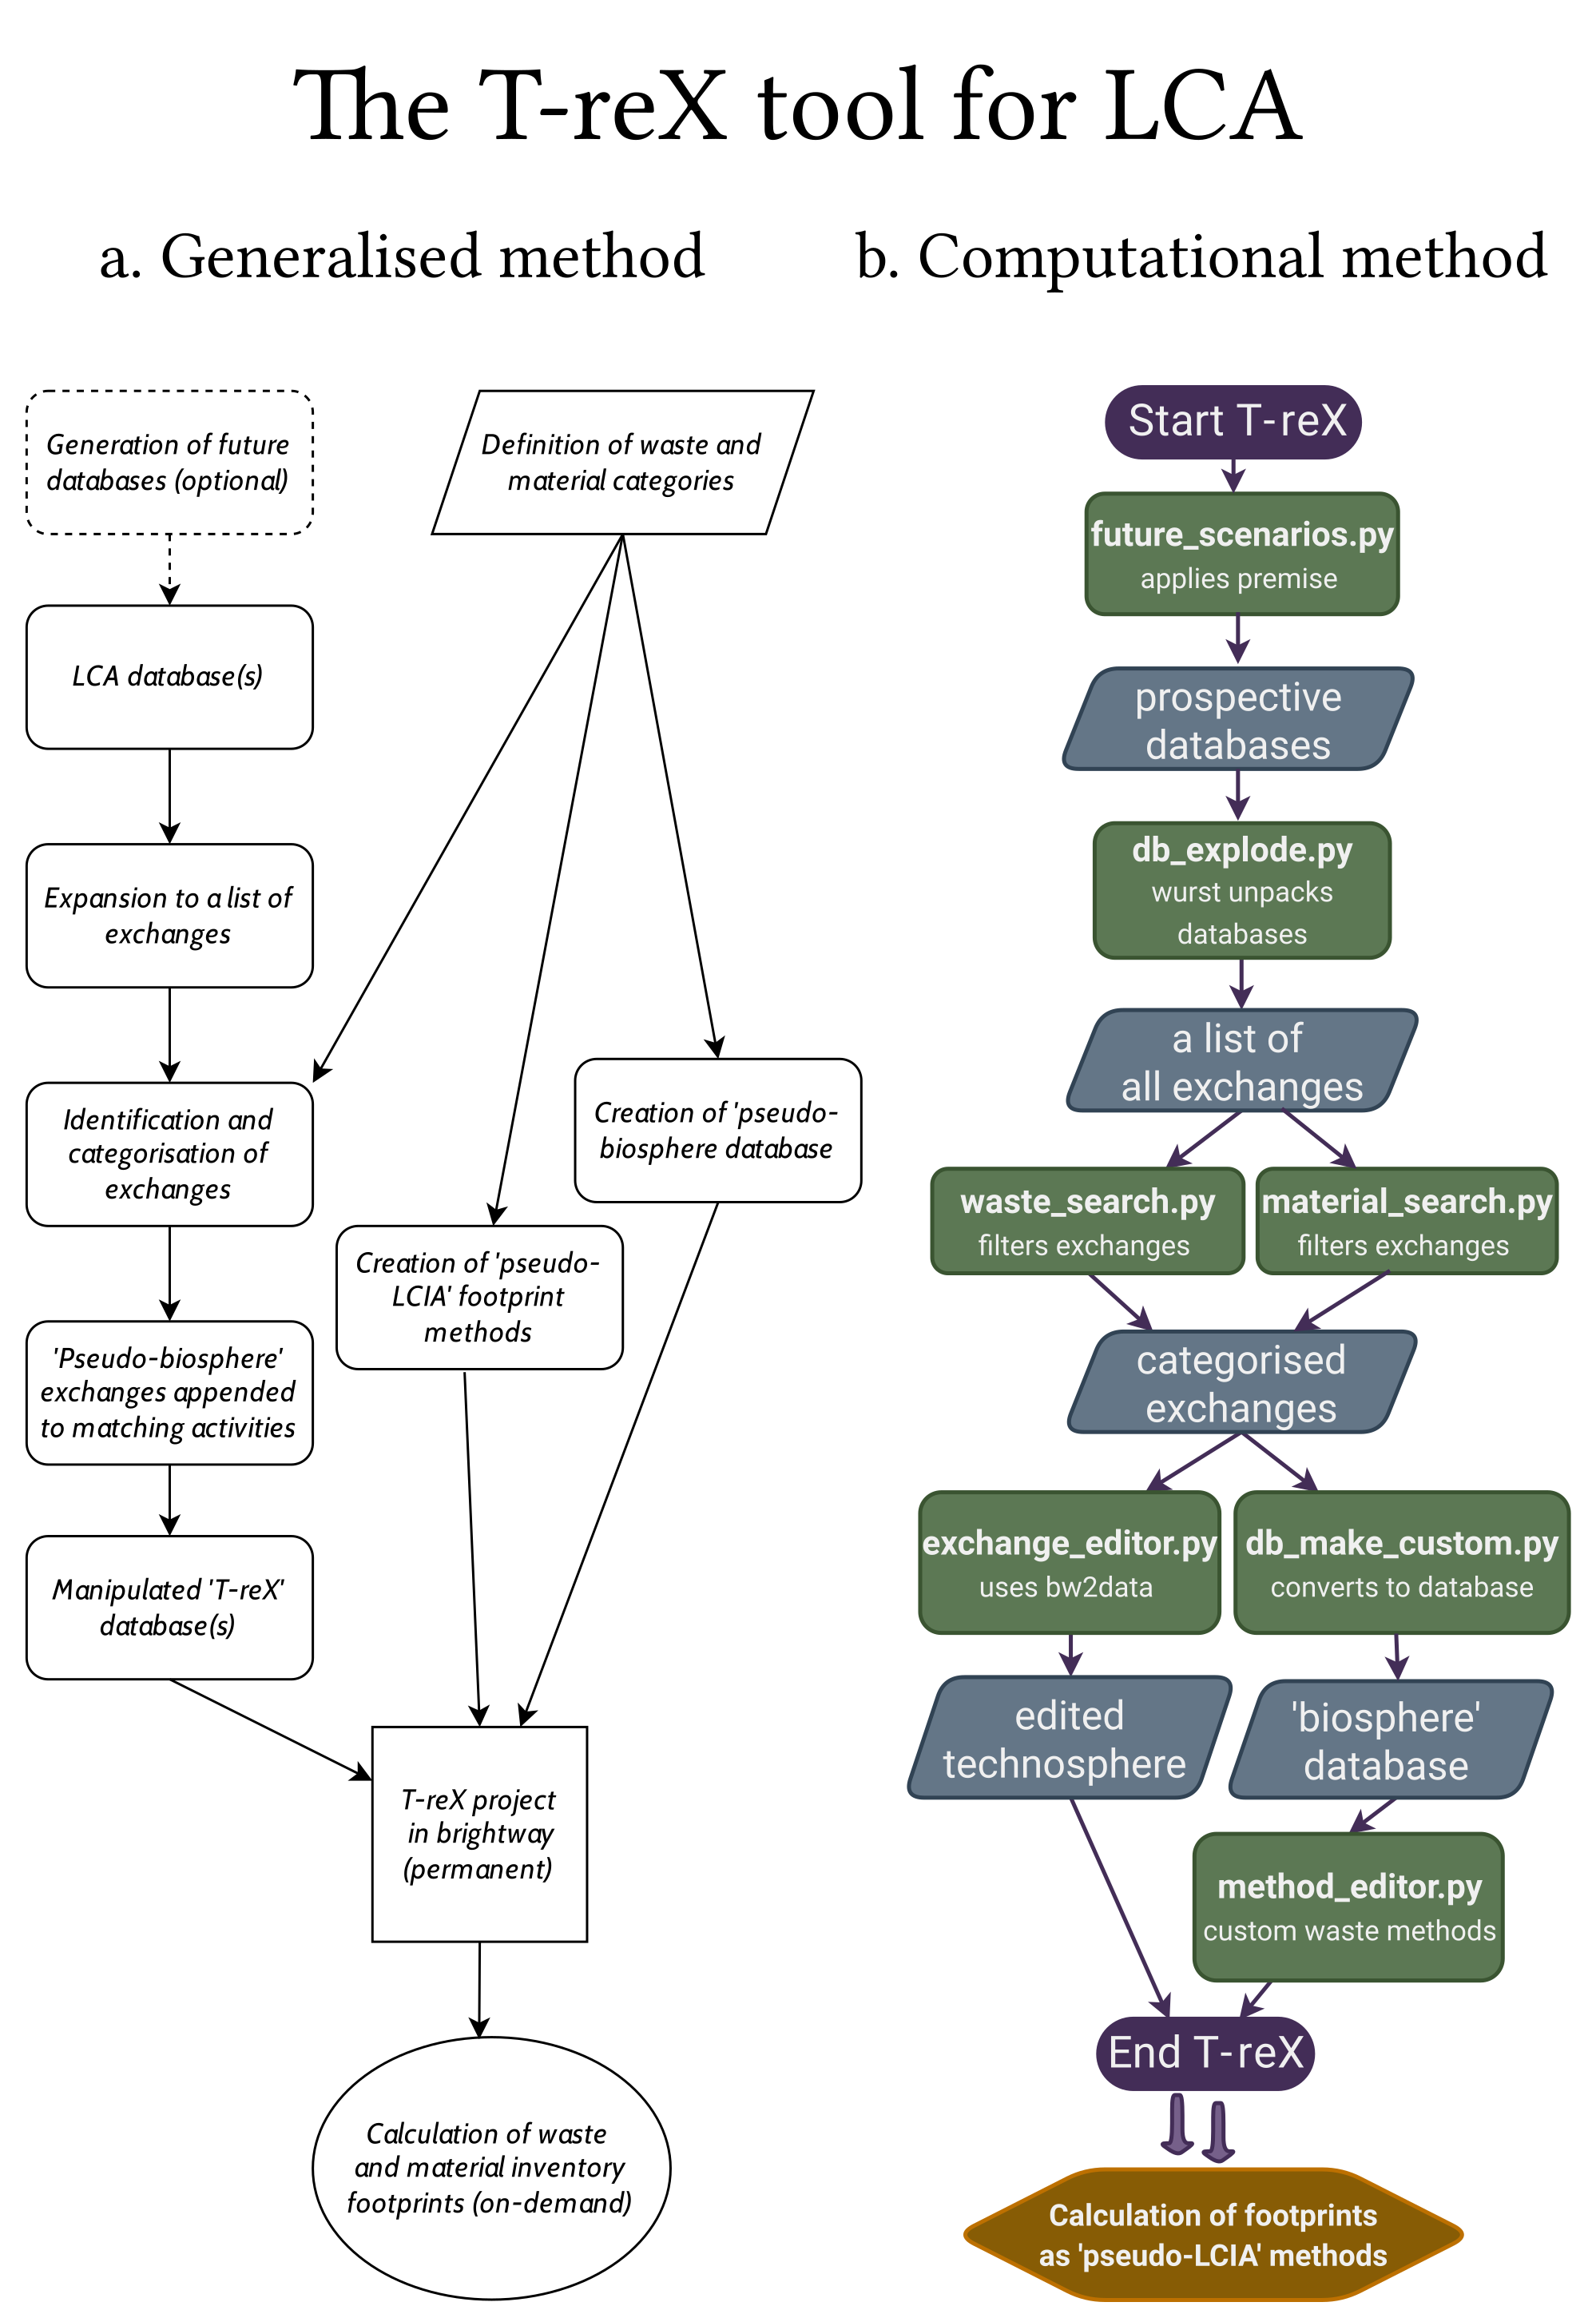 The T-reX tool for LCA
a. Generalised method
Generation of future
databases (optional)
Definition of waste and
material categories
LCA database(s)
Expansion to a list of
exchanges
Identification and
categorisation of
exchanges
Creation of 'pseudo-
biosphere database
Creation of 'pseudo-
LCIA' footprint
methods
'Pseudo-biosphere'
exchanges appended
to matching activities
Manipulated 'T-reX'
database(s)
T-reX project
in brightway
(permanent)
Calculation of waste
and material inventory
footprints (on-demand)
b. Computational method
Start T-reX
future_scenarios.py
applies premise
prospective
databases
db_explode.py
wurst unpacks
databases
a list of
all exchanges
waste_search.py
filters exchanges
material_search.py
filters exchanges
categorised
exchanges
exchange_editor.py
uses bw2data
db_make_custom.py
converts to database
edited
technosphere
'biosphere'
database
method_editor.py
custom waste methods
End T-reX
Calculation of footprints
as 'pseudo-LCIA' methods